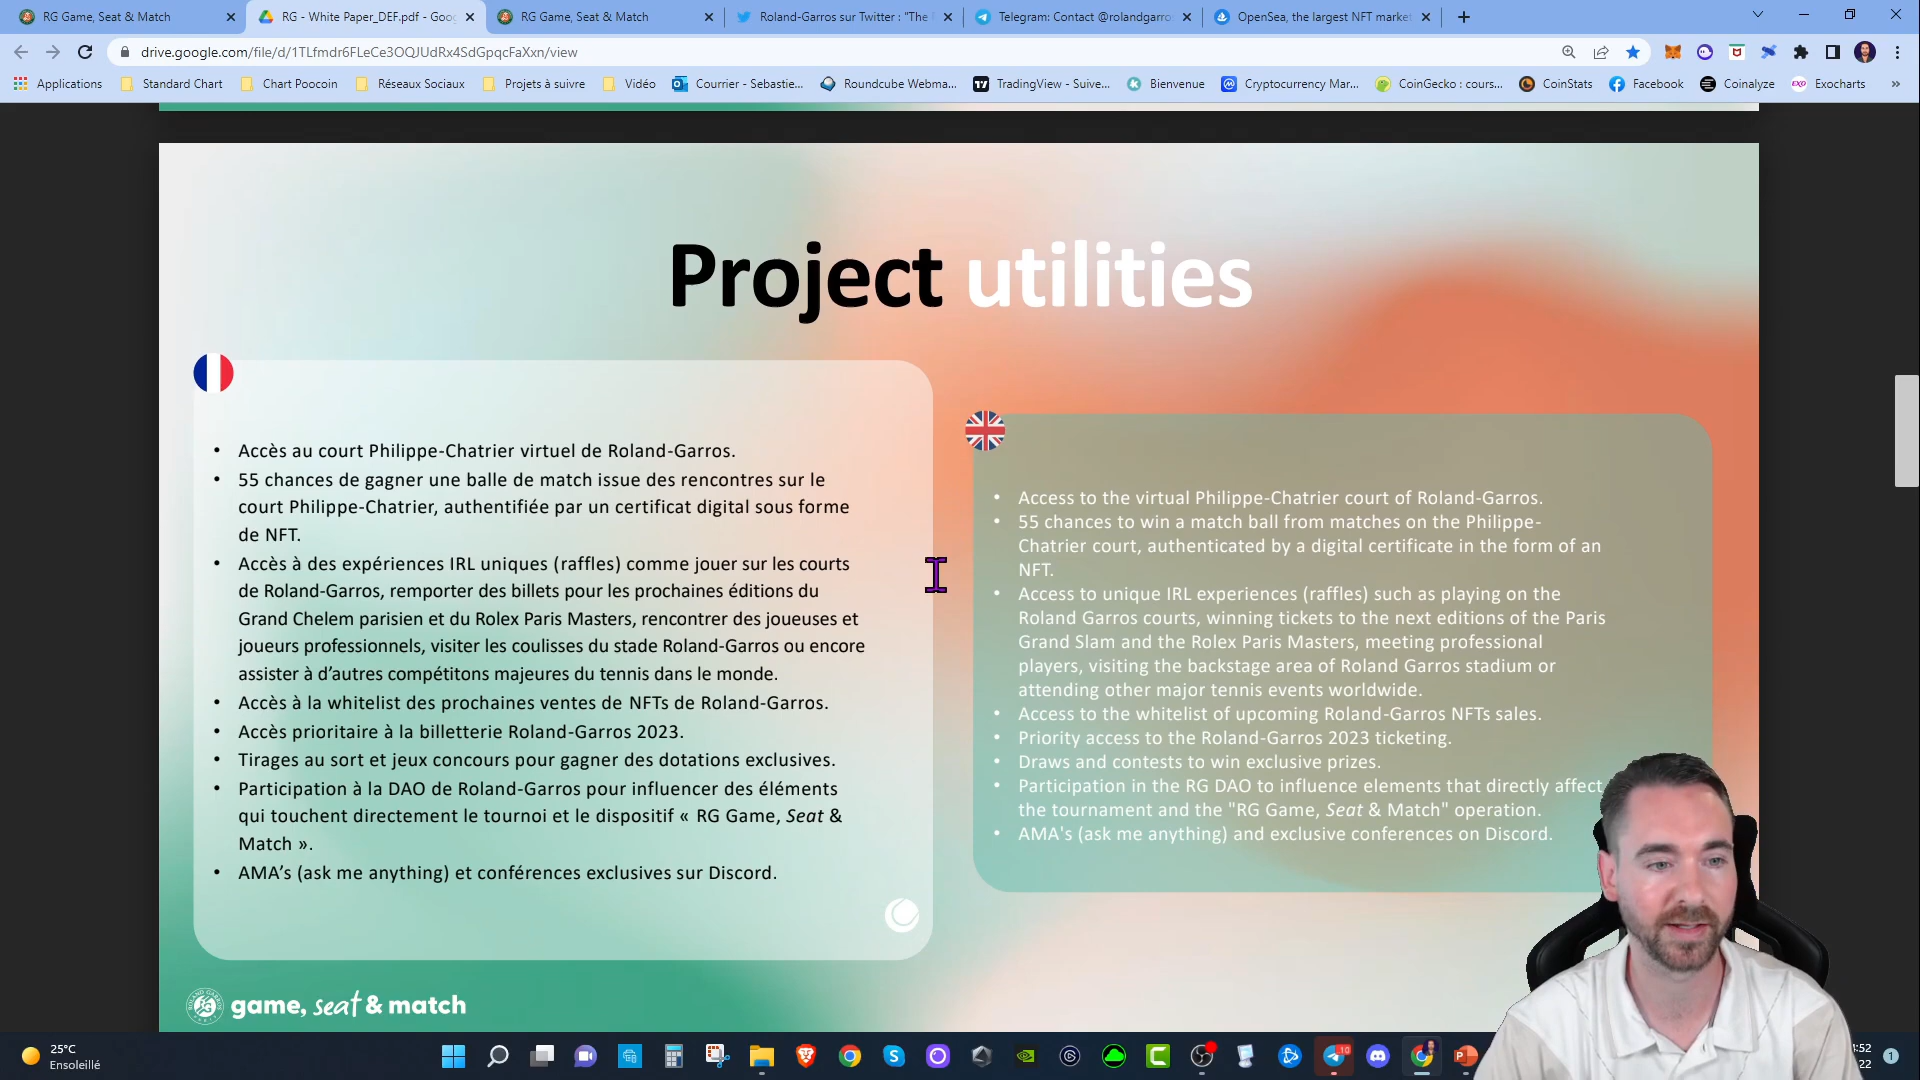 RG Game, Seat & Match
RG - White Paper_DEF.pdf - Goo
RG Game, Seat & Match
Roland-Garros sur Twitter : "The
Telegram: Contact @rolandgarro
OpenSea, the largest NFT market
drive.google.com/file/d/1TLfmdr6FLeCe3OQJUdRx4SdGpqcFaXxn/view
Applications
Standard Chart
Chart Poocoin
Réseaux Sociaux
Projets à suivre
Vidéo
Courrier - Sebastie...
Roundcube Webma...
TradingView - Suive...
Bienvenue
Cryptocurrency Mar...
CoinGecko : cours...
CoinStats
Facebook
Coinalyze
Exocharts
»
Project utilities
• Accès au court Philippe-Chatrier virtuel de Roland-Garros.
• 55 chances de gagner une balle de match issue des rencontres sur le
court Philippe-Chatrier, authentifiée par un certificat digital sous forme
de NFT.
• Accès à des expériences IRL uniques (raffles) comme jouer sur les courts
de Roland-Garros, remporter des billets pour les prochaines éditions du
Grand Chelem parisien et du Rolex Paris Masters, rencontrer des joueuses et
joueurs professionnels, visiter les coulisses du stade Roland-Garros ou encore
assister à d’autres compétitons majeures du tennis dans le monde.
• Accès à la whitelist des prochaines ventes de NFTs de Roland-Garros.
• Accès prioritaire à la billetterie Roland-Garros 2023.
• Tirages au sort et jeux concours pour gagner des dotations exclusives.
• Participation à la DAO de Roland-Garros pour influencer des éléments
qui touchent directement le tournoi et le dispositif « RG Game, Seat &
Match ».
• AMA’s (ask me anything) et conférences exclusives sur Discord.
• Access to the virtual Philippe-Chatrier court of Roland-Garros.
• 55 chances to win a match ball from matches on the Philippe-
Chatrier court, authenticated by a digital certificate in the form of an
NFT.
• Access to unique IRL experiences (raffles) such as playing on the
Roland Garros courts, winning tickets to the next editions of the Paris
Grand Slam and the Rolex Paris Masters, meeting professional
players, visiting the backstage area of Roland Garros stadium or
attending other major tennis events worldwide.
• Access to the whitelist of upcoming Roland-Garros NFTs sales.
• Priority access to the Roland-Garros 2023 ticketing.
• Draws and contests to win exclusive prizes.
• Participation in the RG DAO to influence elements that directly affect
the tournament and the "RG Game, Seat & Match" operation.
• AMA's (ask me anything) and exclusive conferences on Discord.
game, seat & match
25°C
Ensoleillé
:52
22
1